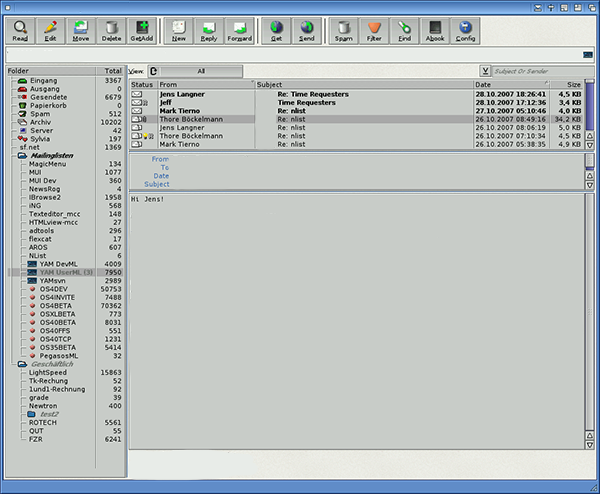 Read Edit Move Delete GetAdd New Reply Forward Get Send Spam Filter Find Abook Config
Folder Total
Eingang 3367
Ausgang 0
Gesendete 6679
Papierkorb 0
Spam 512
Archiv 10202
Server 42
Sylvia 197
sf.net 1369
Mailinglisten
MagicMenu 134
MUI 1077
MUI Dev 360
NewsRog 4
IBrowse2 1958
iNG 568
Texteditor_mcc 148
HTMLview-mcc 27
adtools 296
flexcat 17
AROS 607
NList 6
YAM DevML 4009
YAM UserML (3) 7950
YAMsvn 2989
OS4DEV 50753
OS4INVITE 7488
OS4BETA 70362
OSXLBETA 773
OS40BETA 8031
OS40FFS 551
OS40TCP 1231
OS35BETA 5414
PegasosML 32
Geschäftlich
LightSpeed 15863
Tk-Rechung 52
1und1-Rechnung 92
grade 39
Newtron 400
test2
ROTECH 5561
QUT 55
FZR 6241
View: All Subject Or Sender
Status From Subject Date Size
Jens Langner Re: nlist 28.10.2007 18:26:41 4,5 KB
Jeff Time Requesters 28.10.2007 17:12:36 3,4 KB
Mark Tierno Re: nlist 27.10.2007 05:10:46 4,0 KB
Thore Böckelmann Re: nlist 26.10.2007 08:49:16 34,2 KB
Jens Langner Re: nlist 26.10.2007 08:06:19 5,0 KB
Thore Böckelmann Re: nlist 26.10.2007 07:10:34 4,5 KB
Mark Tierno Re: nlist 26.10.2007 05:38:35 4,9 KB
From
To
Date
Subject
Hi Jens!